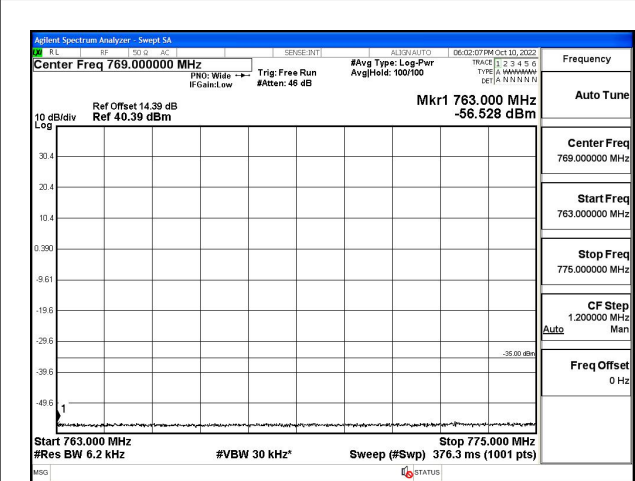 Agilent Spectrum Analyzer - Swept SA
RL RF 50 Ω AC SENSE:INT ALIGN AUTO 06:02:07 PM Oct 10, 2022
Center Freq 769.000000 MHz
PNO: Wide
IFGain:Low
Trig: Free Run
#Atten: 46 dB
#Avg Type: Log-Pwr
Avg|Hold: 100/100
TRACE 1 2 3 4 5 6
TYPE A WWWWW
DET A N N N N N
Ref Offset 14.39 dB
10 dB/div Ref 40.39 dBm
Log
Mkr1 763.000 MHz
-56.528 dBm
30.4
20.4
10.4
0.390
-9.61
-19.6
-29.6
-35.00 dBm
-39.6
-49.6
1
Start 763.000 MHz Stop 775.000 MHz
#Res BW 6.2 kHz #VBW 30 kHz* Sweep (#Swp) 376.3 ms (1001 pts)
MSG STATUS
Frequency
Auto Tune
Center Freq
769.000000 MHz
Start Freq
763.000000 MHz
Stop Freq
775.000000 MHz
CF Step
1.200000 MHz
Auto Man
Freq Offset
0 Hz